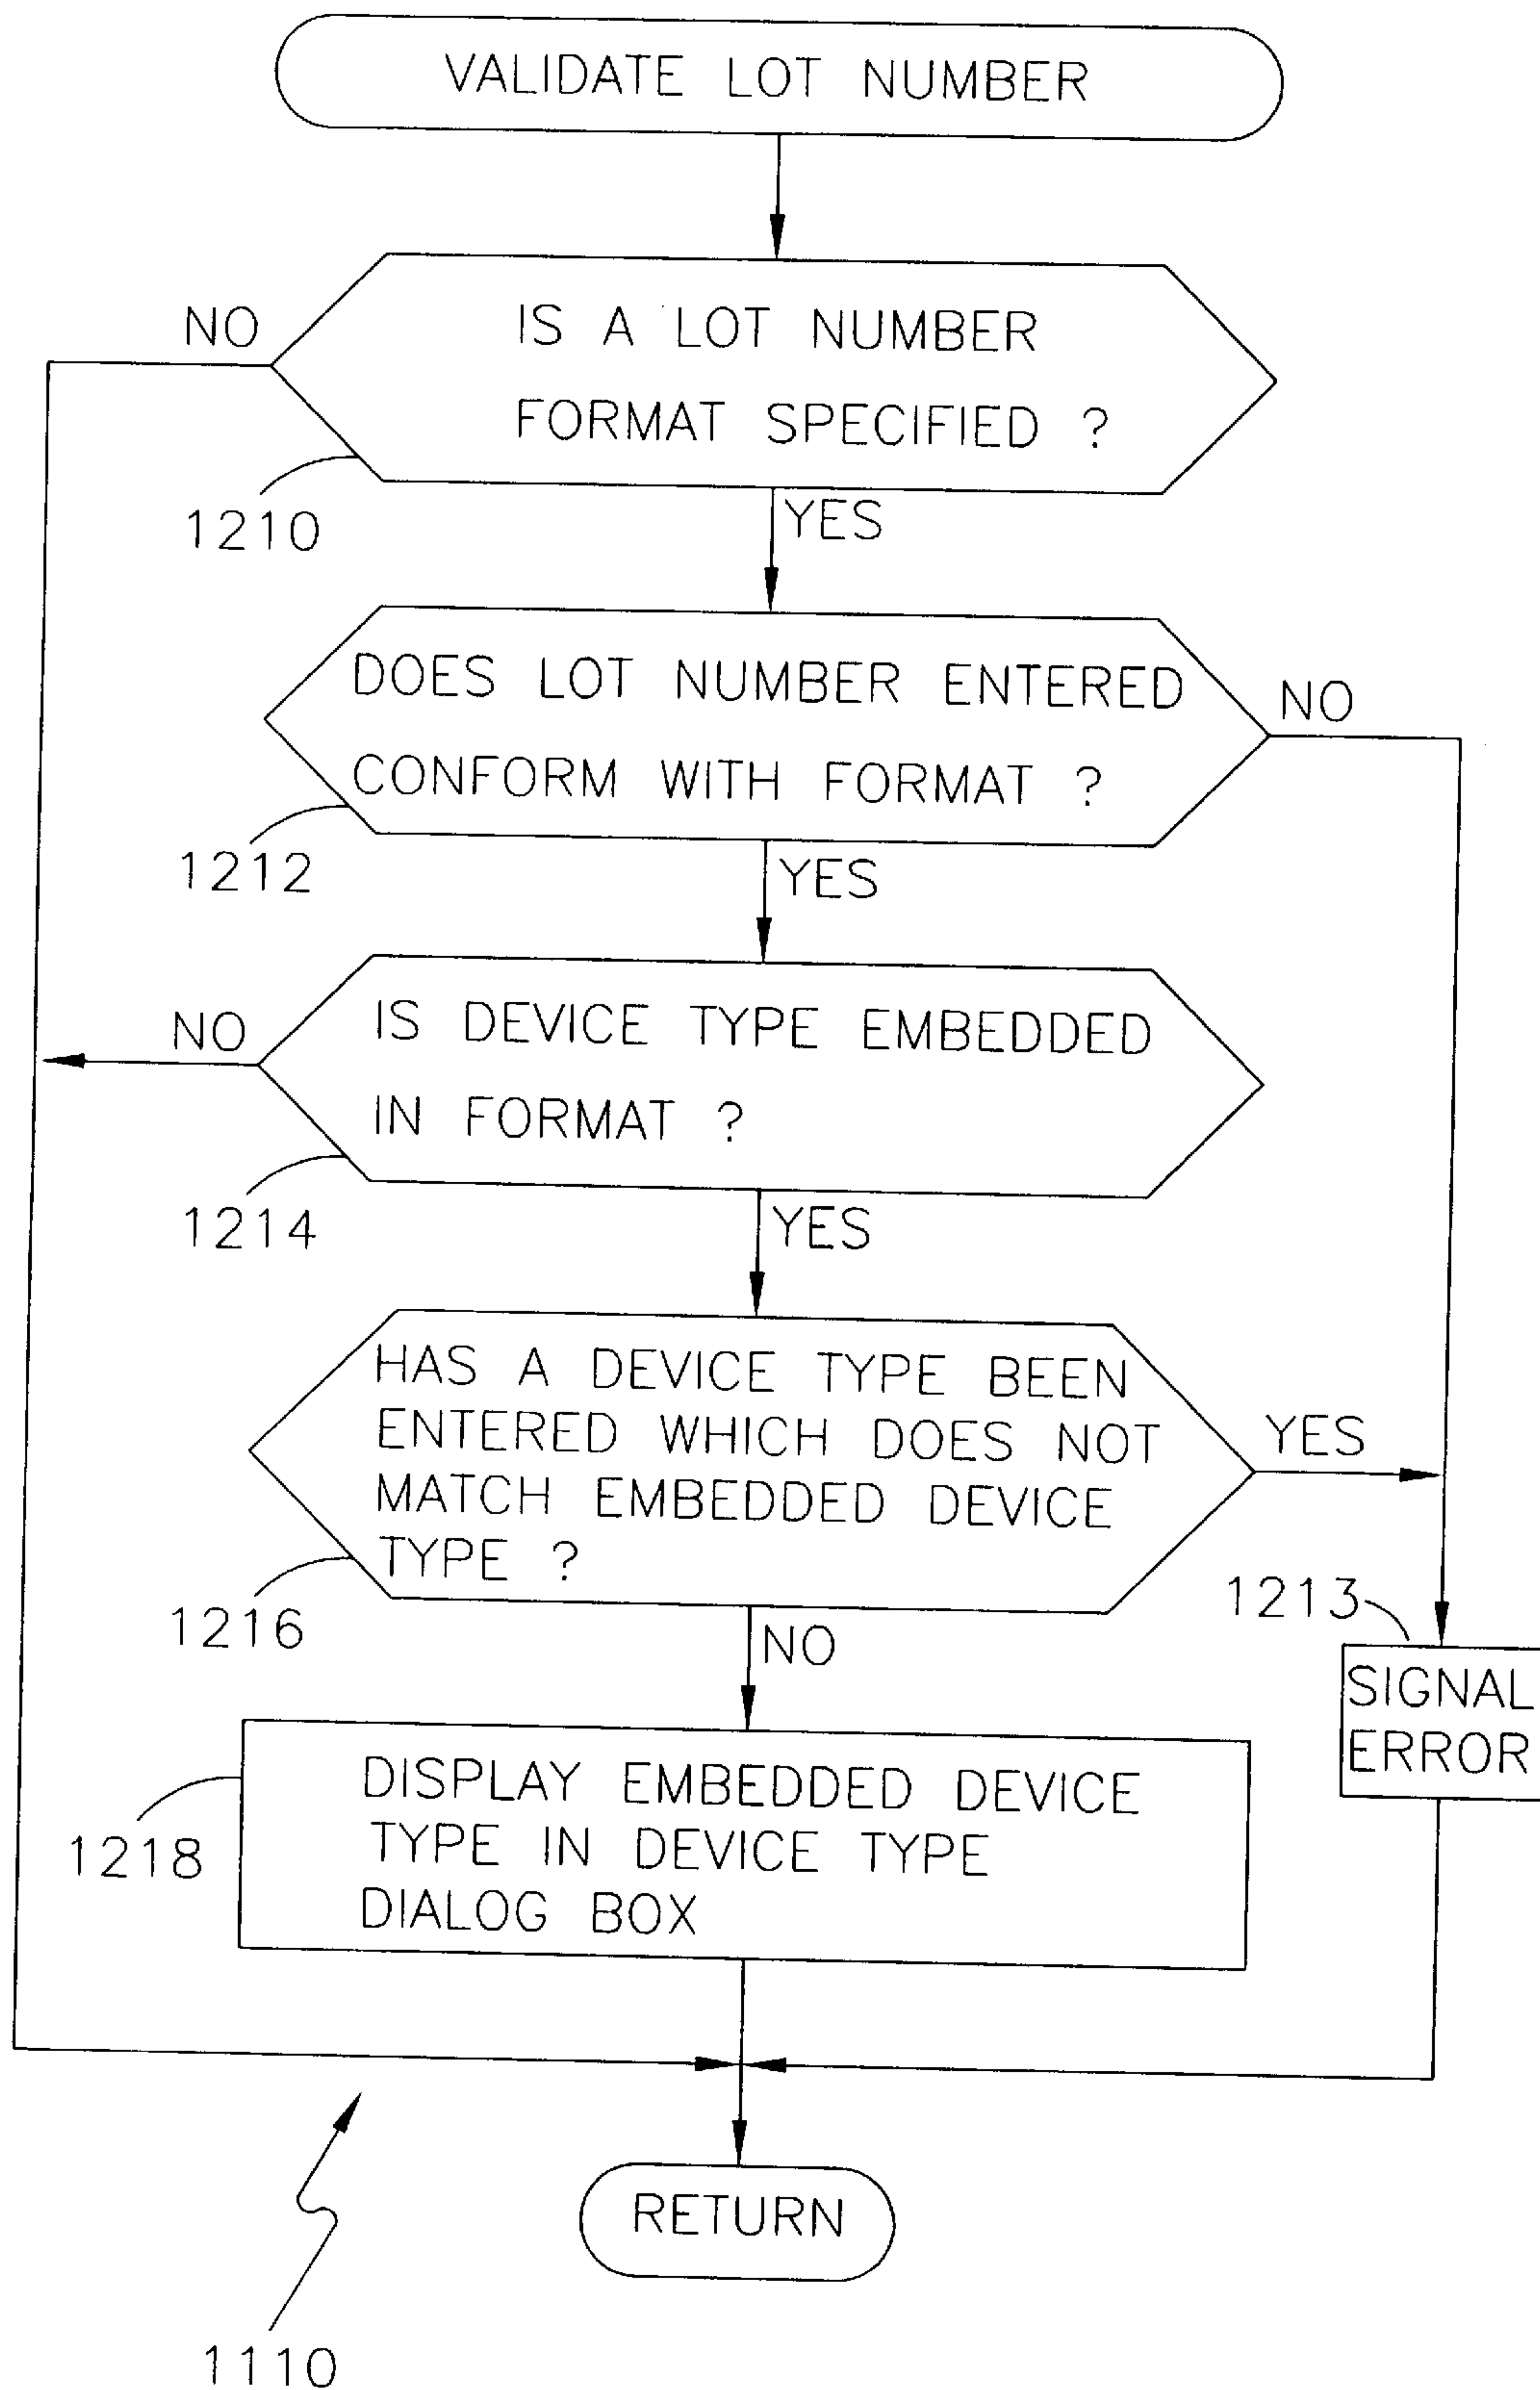 VALIDATE LOT NUMBER
NO
IS A LOT NUMBER
FORMAT SPECIFIED ?
1210
YES
DOES LOT NUMBER ENTERED
CONFORM WITH FORMAT ?
NO
1212
YES
NO
IS DEVICE TYPE EMBEDDED
IN FORMAT ?
1214
YES
HAS A DEVICE TYPE BEEN
ENTERED WHICH DOES NOT
MATCH EMBEDDED DEVICE
TYPE ?
YES
1216
NO
1213
SIGNAL
ERROR
DISPLAY EMBEDDED DEVICE
TYPE IN DEVICE TYPE
DIALOG BOX
1218
RETURN
1110